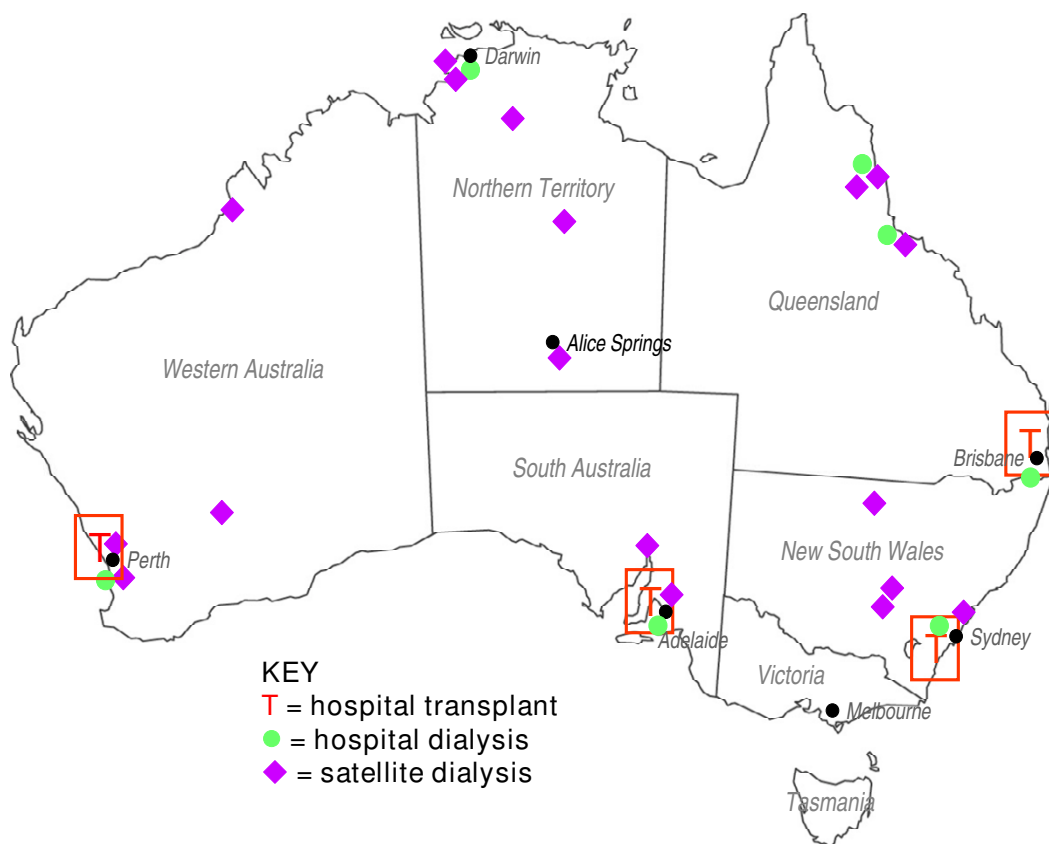 Darwin
Northern Territory
Queensland
Alice Springs
Western Australia
T
Brisbane
South Australia
T
Perth
New South Wales
T
Adelaide
T
Sydney
Victoria
Melbourne
KEY
T = hospital transplant
= hospital dialysis
= satellite dialysis
Tasmania